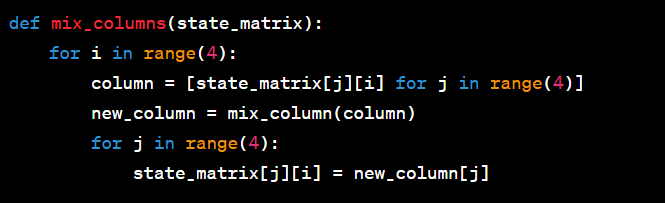 def mix_columns(state_matrix):
    for i in range(4):
        column = [state_matrix[j][i] for j in range(4)]
        new_column = mix_column(column)
        for j in range(4):
            state_matrix[j][i] = new_column[j]